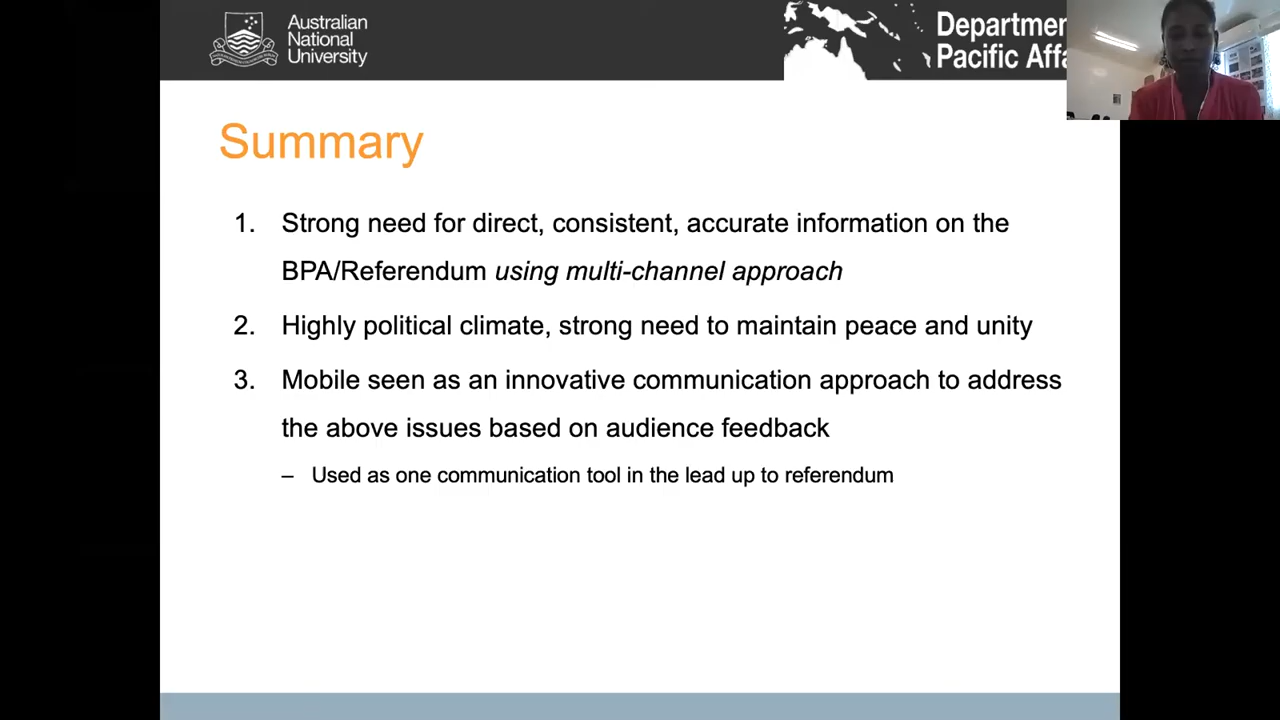 Australian
National
University
Department
Pacific Aff
Summary
1. Strong need for direct, consistent, accurate information on the
BPA/Referendum using multi-channel approach
2. Highly political climate, strong need to maintain peace and unity
3. Mobile seen as an innovative communication approach to address
the above issues based on audience feedback
– Used as one communication tool in the lead up to referendum